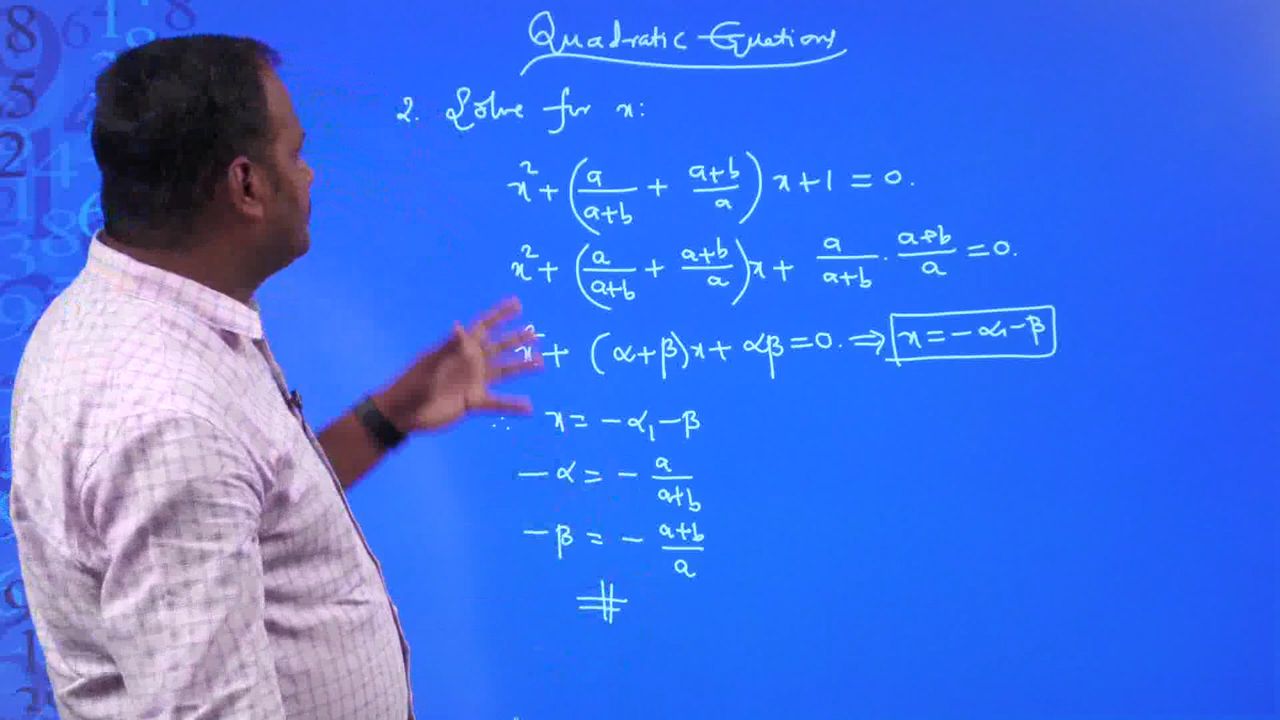 Quadratic Equations
2. Solve for x:
x² + (a/(a+b) + (a+b)/a) x + 1 = 0.
x² + (a/(a+b) + (a+b)/a) x + a/(a+b) · (a+b)/a = 0.
x² + (α+β)x + αβ = 0. ⇒ x = -α, -β
∴ x = -α, -β
-α = - a/(a+b)
-β = - (a+b)/a